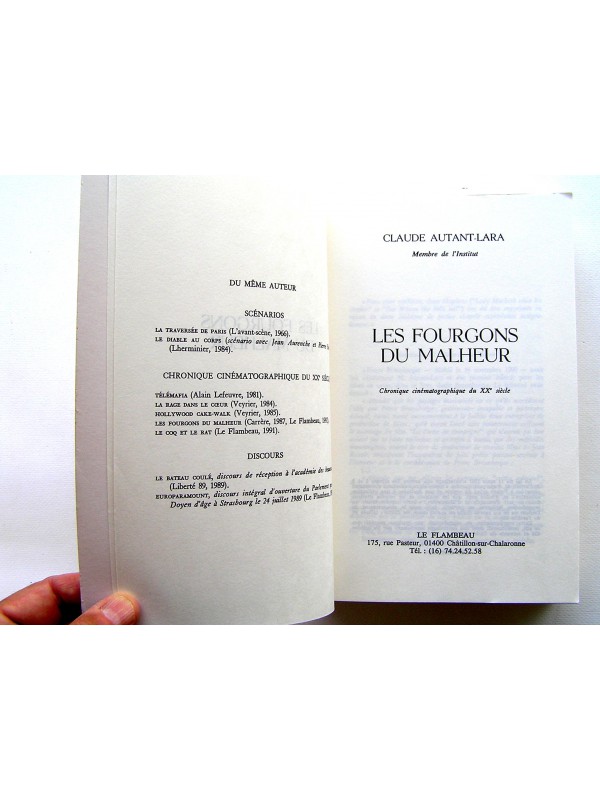 DU MÊME AUTEUR
SCÉNARIOS
LA TRAVERSÉE DE PARIS (L'avant-scène, 1966).
LE DIABLE AU CORPS (scénario avec Jean Aurenche et Pierre
(Lherminier, 1984).
CHRONIQUE CINÉMATOGRAPHIQUE DU XXe SIÈCLE
TÉLÉMAFIA (Alain Lefeuvre, 1981).
LA RAGE DANS LE CŒUR (Veyrier, 1984).
HOLLYWOOD CAKE-WALK (Veyrier, 1985).
LES FOURGONS DU MALHEUR (Carrère, 1987, Le Flambeau,
LE COQ ET LE RAT (Le Flambeau, 1991).
DISCOURS
LE BATEAU COULE, discours de réception à l'académie des
(Liberté 89, 1989).
EUROPARAMOUNT, discours intégral d'ouverture du Parlement
Doyen d'âge à Strasbourg le 24 juillet 1989 (Le Flambeau,
CLAUDE AUTANT-LARA
Membre de l'Institut
LES FOURGONS
DU MALHEUR
Chronique cinématographique du XXe siècle
LE FLAMBEAU
175, rue Pasteur, 01400 Châtillon-sur-Chalaronne
Tél. : (16) 74.24.52.58